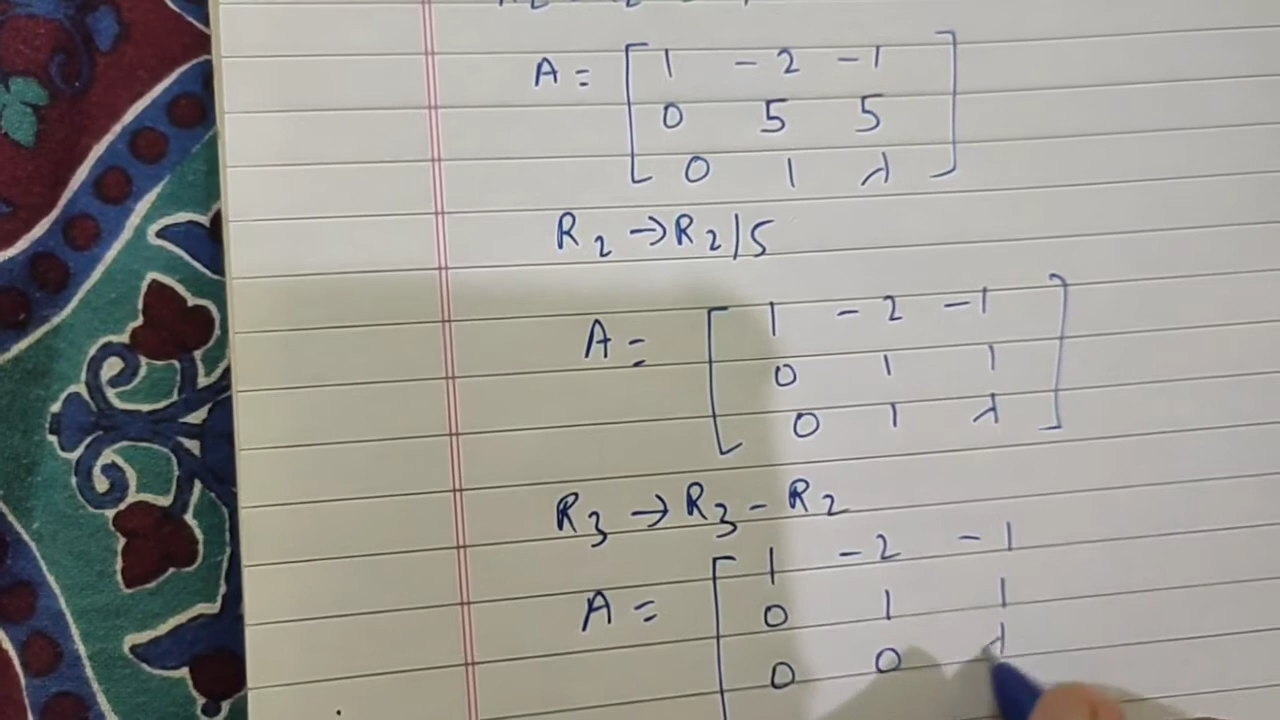 A = [ 1 -2 -1
0 5 5
0 1 λ ]
R2 → R2/5
A = [ 1 -2 -1
0 1 1
0 1 λ ]
R3 → R3 - R2
A = [ 1 -2 -1
0 1 1
0 0 λ